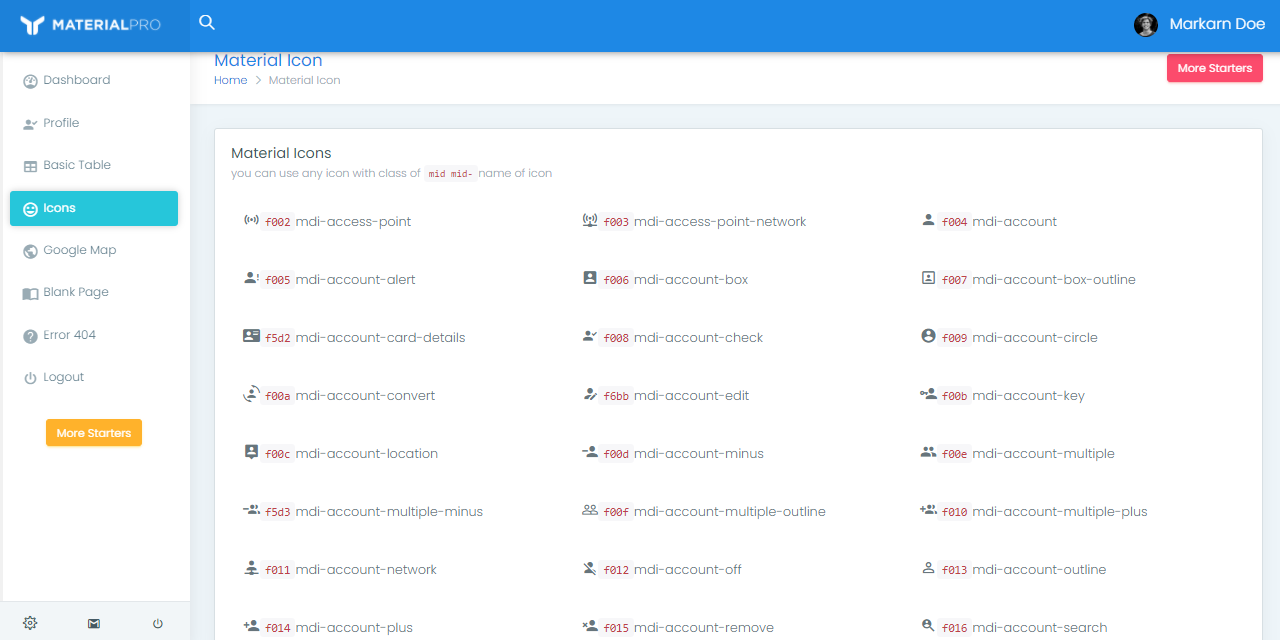 MATERIALPRO
Markarn Doe
Material Icon
Home > Material Icon
More Starters
Dashboard
Profile
Basic Table
Icons
Google Map
Blank Page
Error 404
Logout
More Starters
Material Icons
you can use any icon with class of mid mid- name of icon
f002 mdi-access-point
f003 mdi-access-point-network
f004 mdi-account
f005 mdi-account-alert
f006 mdi-account-box
f007 mdi-account-box-outline
f5d2 mdi-account-card-details
f008 mdi-account-check
f009 mdi-account-circle
f00a mdi-account-convert
f6bb mdi-account-edit
f00b mdi-account-key
f00c mdi-account-location
f00d mdi-account-minus
f00e mdi-account-multiple
f5d3 mdi-account-multiple-minus
f00f mdi-account-multiple-outline
f010 mdi-account-multiple-plus
f011 mdi-account-network
f012 mdi-account-off
f013 mdi-account-outline
f014 mdi-account-plus
f015 mdi-account-remove
f016 mdi-account-search